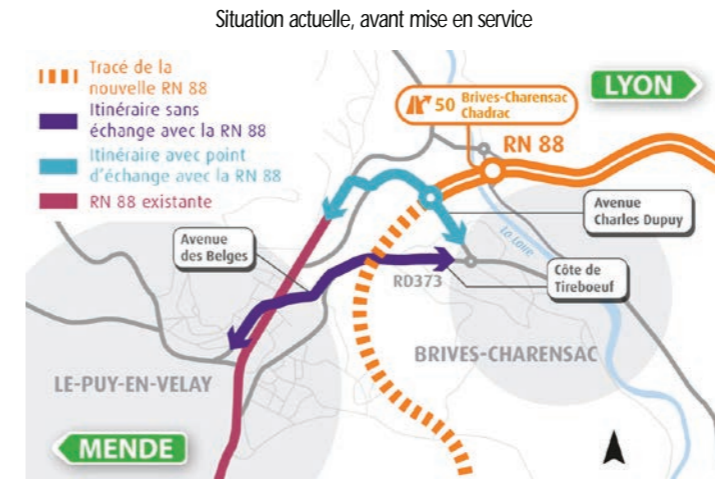 Situation actuelle, avant mise en service
Tracé de la
nouvelle RN 88
Itinéraire sans
échange avec la RN 88
Itinéraire avec point
d'échange avec la RN 88
RN 88 existante
50 Brives-Charensac
Chadrac
LYON
RN 88
Avenue
Charles Dupuy
La Loire
Avenue
des Belges
RD373
Côte de
Tireboeuf
BRIVES-CHARENSAC
LE-PUY-EN-VELAY
MENDE